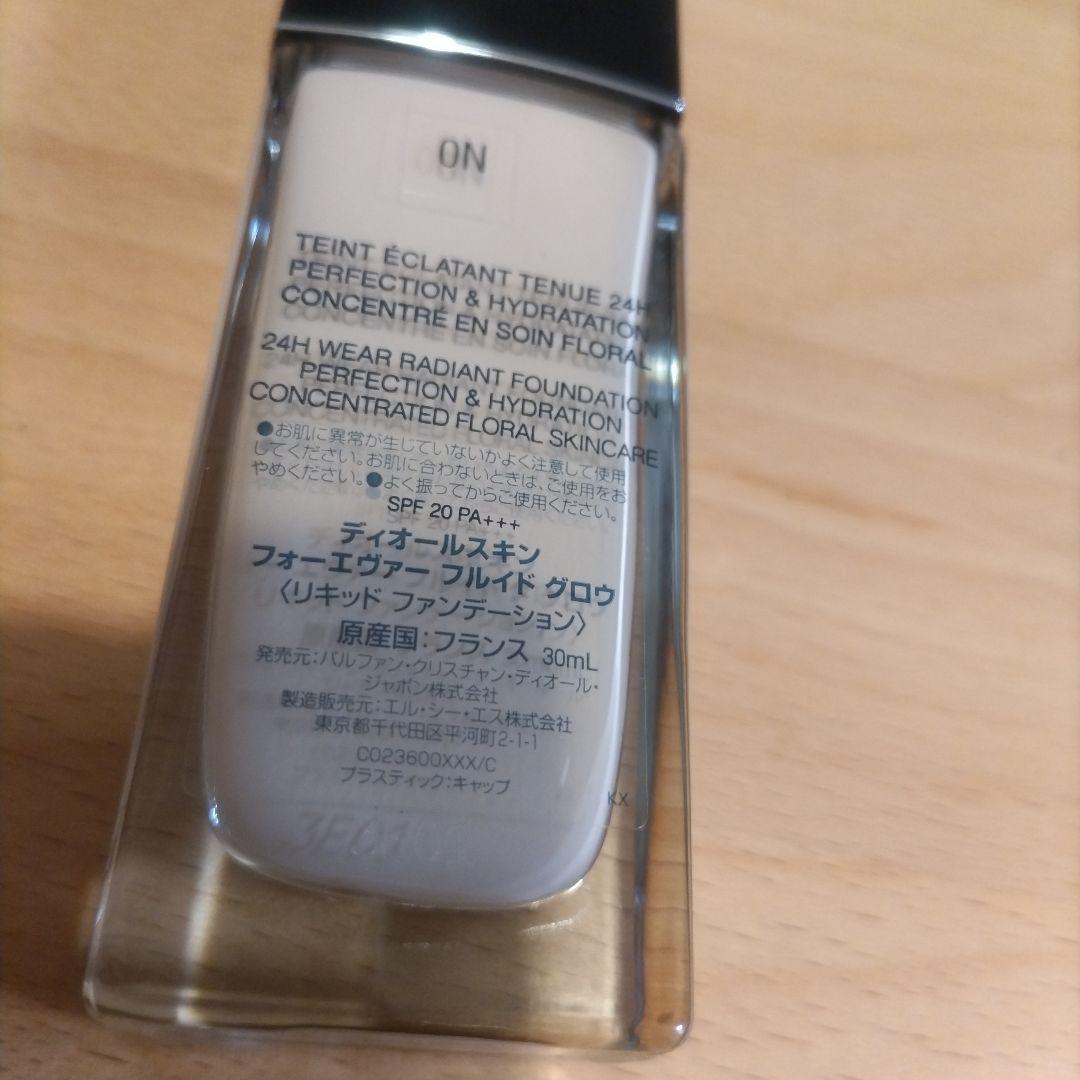 0N
TEINT ÉCLATANT TENUE 24H
PERFECTION & HYDRATATION
CONCENTRÉ EN SOIN FLORAL
24H WEAR RADIANT FOUNDATION
PERFECTION & HYDRATION
CONCENTRATED FLORAL SKINCARE
●お肌に異常が生じていないかよく注意して使用
してください。お肌に合わないときは、ご使用をお
やめください。●よく振ってからご使用ください。
SPF 20 PA+++
ディオールスキン
フォーエヴァー フルイド グロウ
〈リキッド ファンデーション〉
原産国：フランス 30mL
発売元：パルファン・クリスチャン・ディオール・
ジャポン株式会社
製造販売元：エル・シー・エス株式会社
東京都千代田区平河町2-1-1
C023600XXX/C
プラスティック：キャップ
KX
3E01